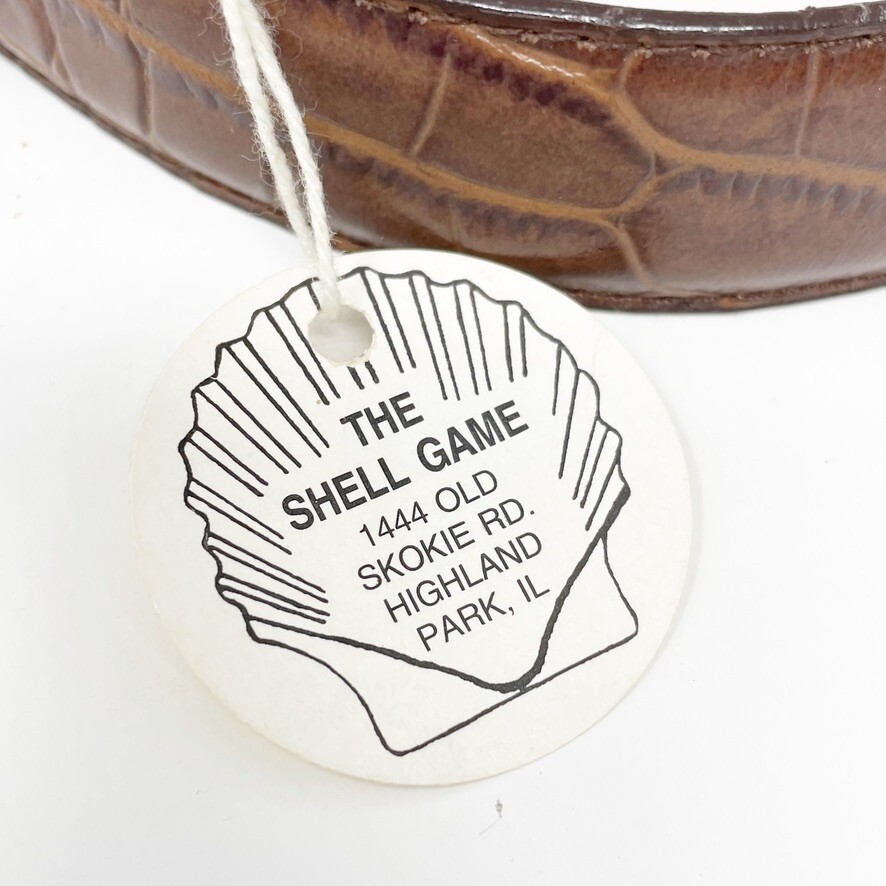 THE
SHELL GAME
1444 OLD
SKOKIE RD.
HIGHLAND
PARK, IL